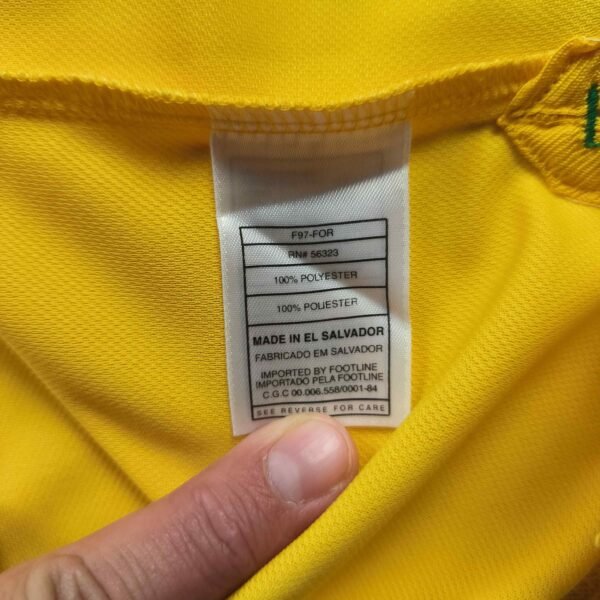 F97-FOR
RN# 56323
100% POLYESTER
100% POLIESTER
MADE IN EL SALVADOR
FABRICADO EM SALVADOR
IMPORTED BY FOOTLINE
IMPORTADO PELA FOOTLINE
C.G.C 00.006.558/0001-84
SEE REVERSE FOR CARE